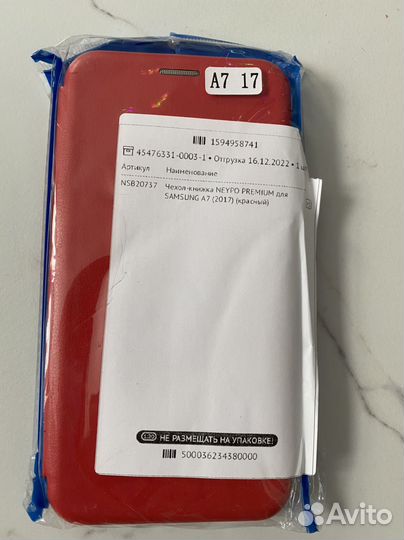 A7 17
1594958741
45476331-0003-1 • Отгрузка 16.12.2022 • 1
Артикул Наименование
NSB20737 Чехол-книжка NEYPO PREMIUM для
SAMSUNG A7 (2017) (красный)
НЕ РАЗМЕЩАТЬ НА УПАКОВКЕ!
500036234380000
Avito